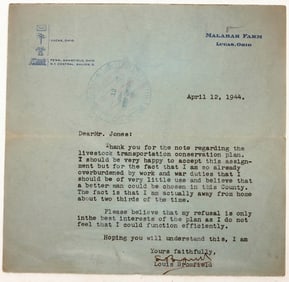 MALABAR FARM
LUCAS, OHIO
LUCAS, OHIO
April 12, 1944.
DearMr. Jones:
Thank you for the note regarding the
livestock transportation conservation plan.
I should be very happy to accept this assign-
ment but for the fact that I am so already
overburdened by work and war duties that I
should be of very little use and believe that
a better man could be chosen in this County.
The fact is that I am actually away from home
about two thirds of the time.
Please believe that my refusal is only
inthe best interests of the plan as I do not
feel that I could function efficiently.
Hoping you will understand this, I am
Yours faithfully,
Louis Bromfield